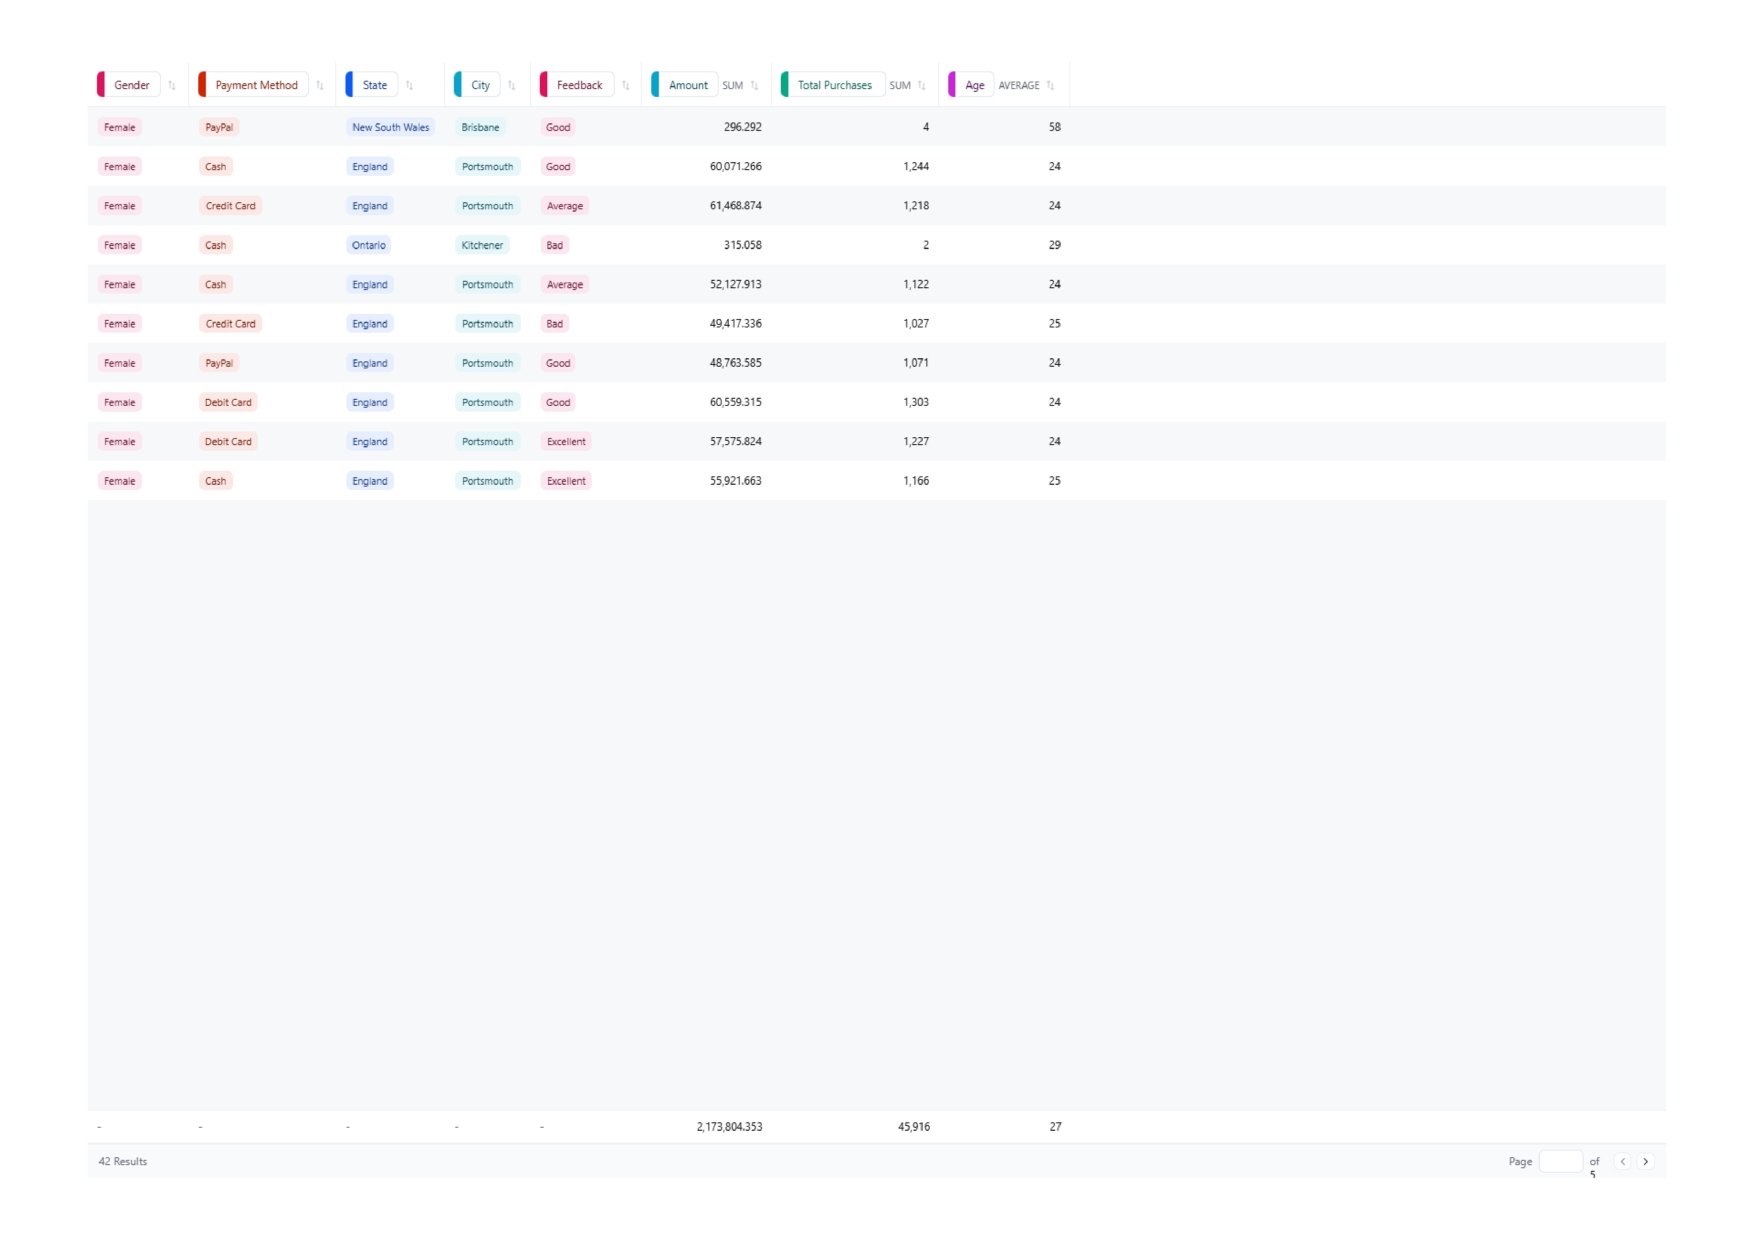 Gender Payment Method State City Feedback Amount SUM Total Purchases SUM Age AVERAGE
Female PayPal New South Wales Brisbane Good 296.292 4 58
Female Cash England Portsmouth Good 60,071.266 1,244 24
Female Credit Card England Portsmouth Average 61,468.874 1,218 24
Female Cash Ontario Kitchener Bad 315.058 2 29
Female Cash England Portsmouth Average 52,127.913 1,122 24
Female Credit Card England Portsmouth Bad 49,417.336 1,027 25
Female PayPal England Portsmouth Good 48,763.585 1,071 24
Female Debit Card England Portsmouth Good 60,559.315 1,303 24
Female Debit Card England Portsmouth Excellent 57,575.824 1,227 24
Female Cash England Portsmouth Excellent 55,921.663 1,166 25
- - - - - 2,173,804.353 45,916 27
42 Results Page of
5